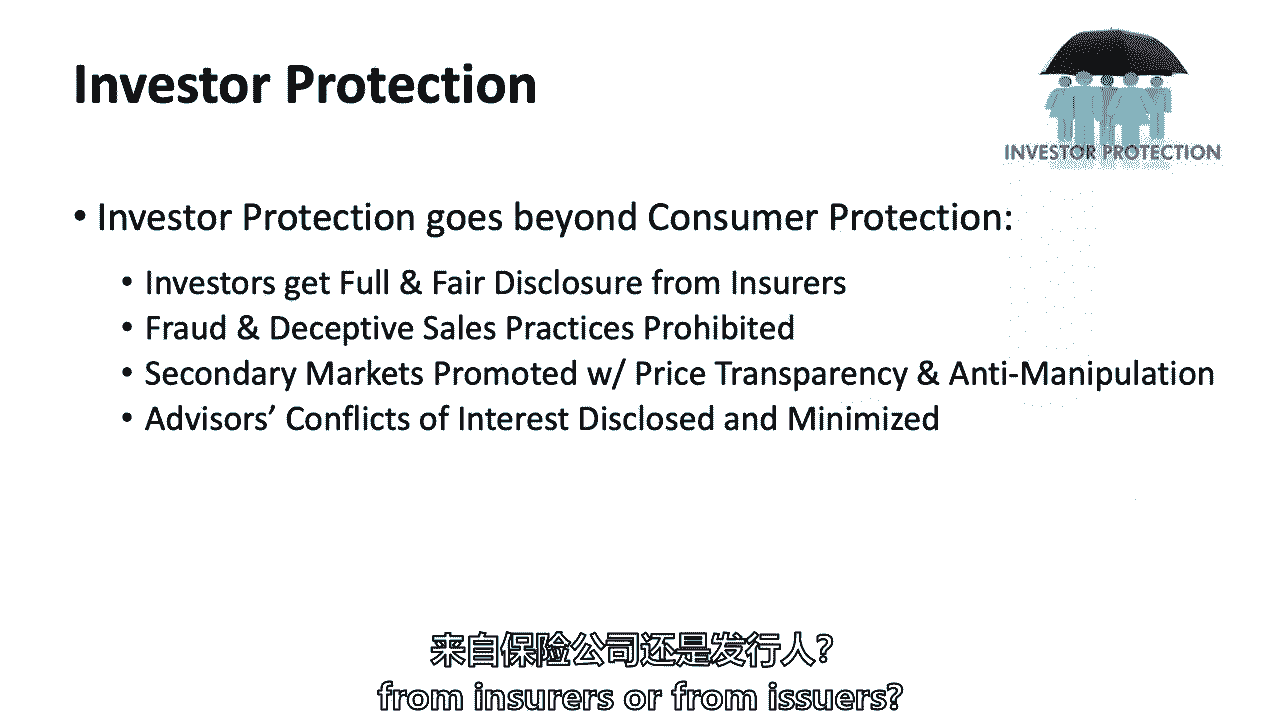 Investor Protection
INVESTOR PROTECTION
• Investor Protection goes beyond Consumer Protection:
• Investors get Full & Fair Disclosure from Insurers
• Fraud & Deceptive Sales Practices Prohibited
• Secondary Markets Promoted w/ Price Transparency & Anti-Manipulation
• Advisors’ Conflicts of Interest Disclosed and Minimized
来自保险公司还是发行人?
from insurers or from issuers?